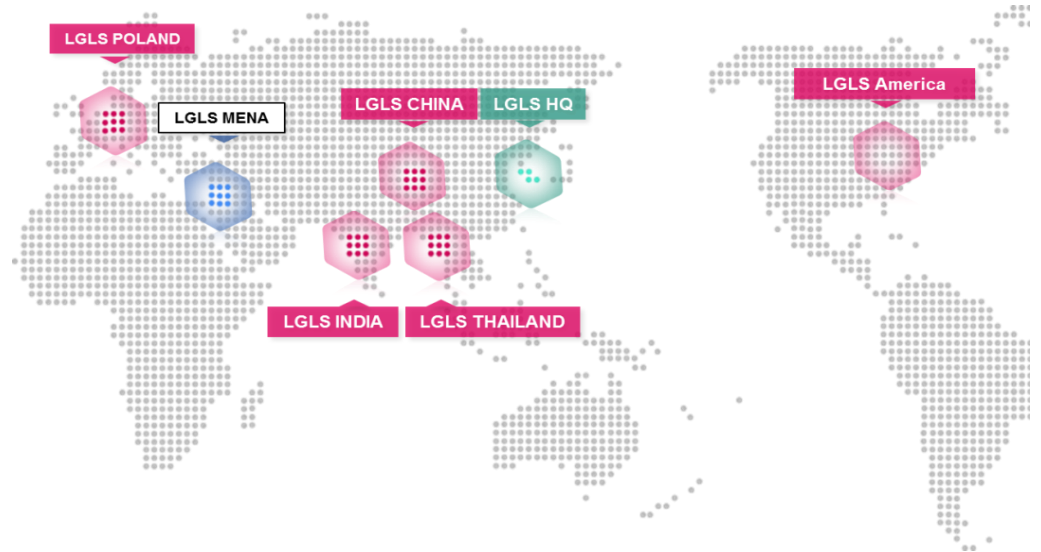 LGLS POLAND
LGLS MENA
LGLS CHINA
LGLS HQ
LGLS America
LGLS INDIA
LGLS THAILAND